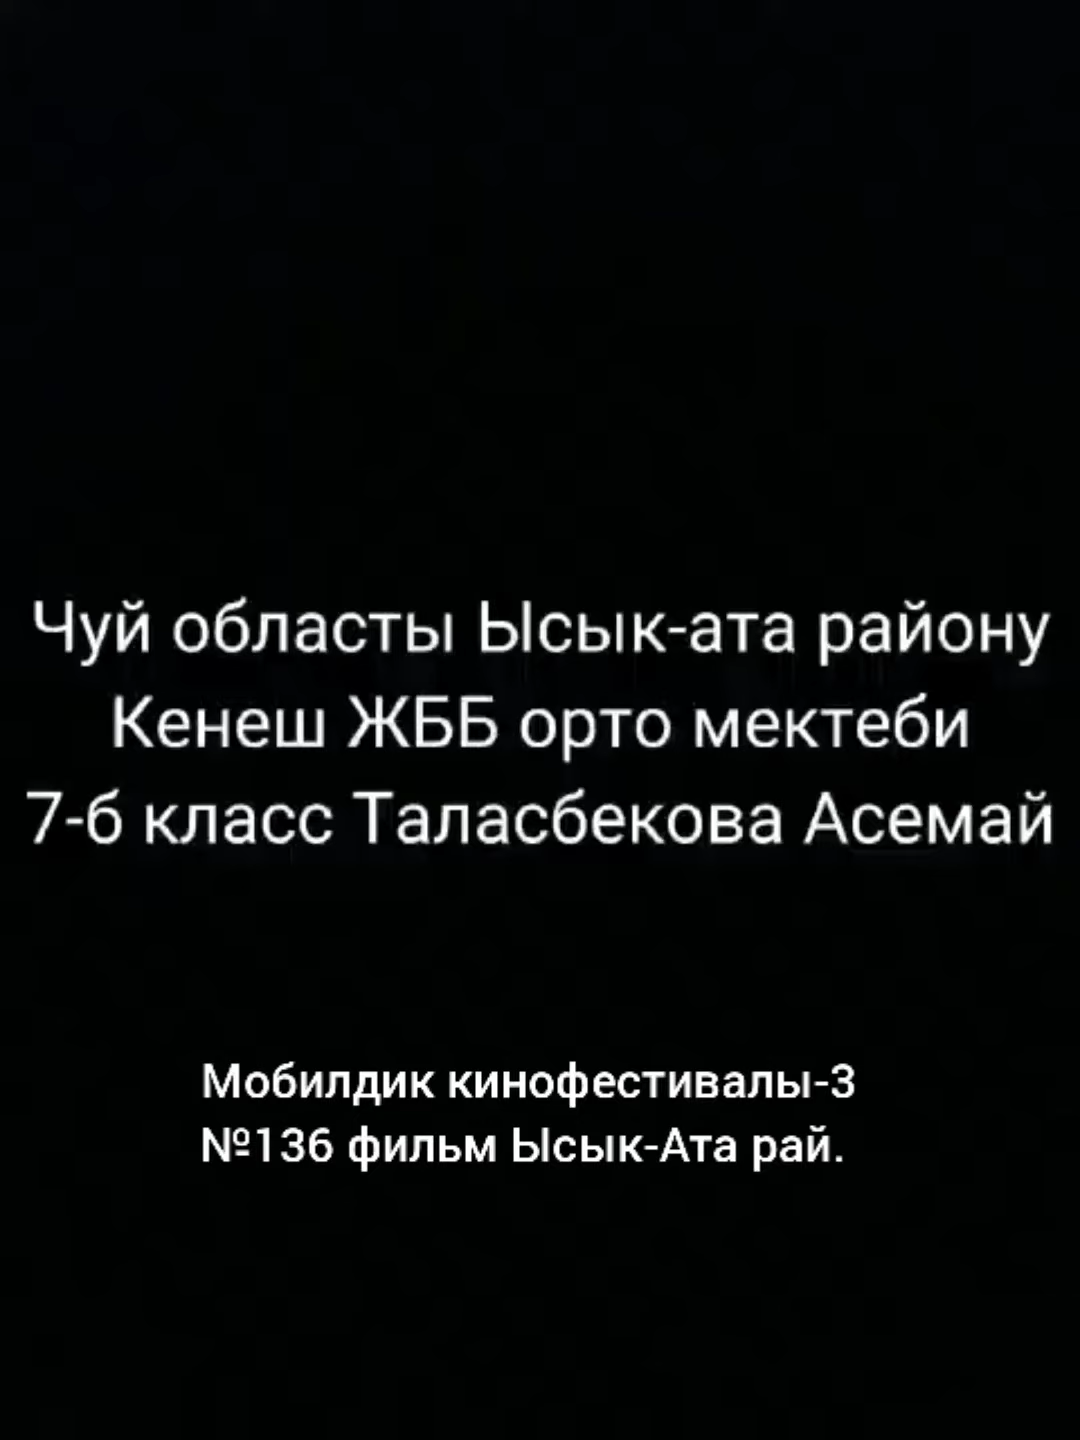 Чуй областы Ысык-ата району
Кенеш ЖББ орто мектеби
7-б класс Таласбекова Асемай
Мобилдик кинофестивалы-3
№136 фильм Ысык-Ата рай.